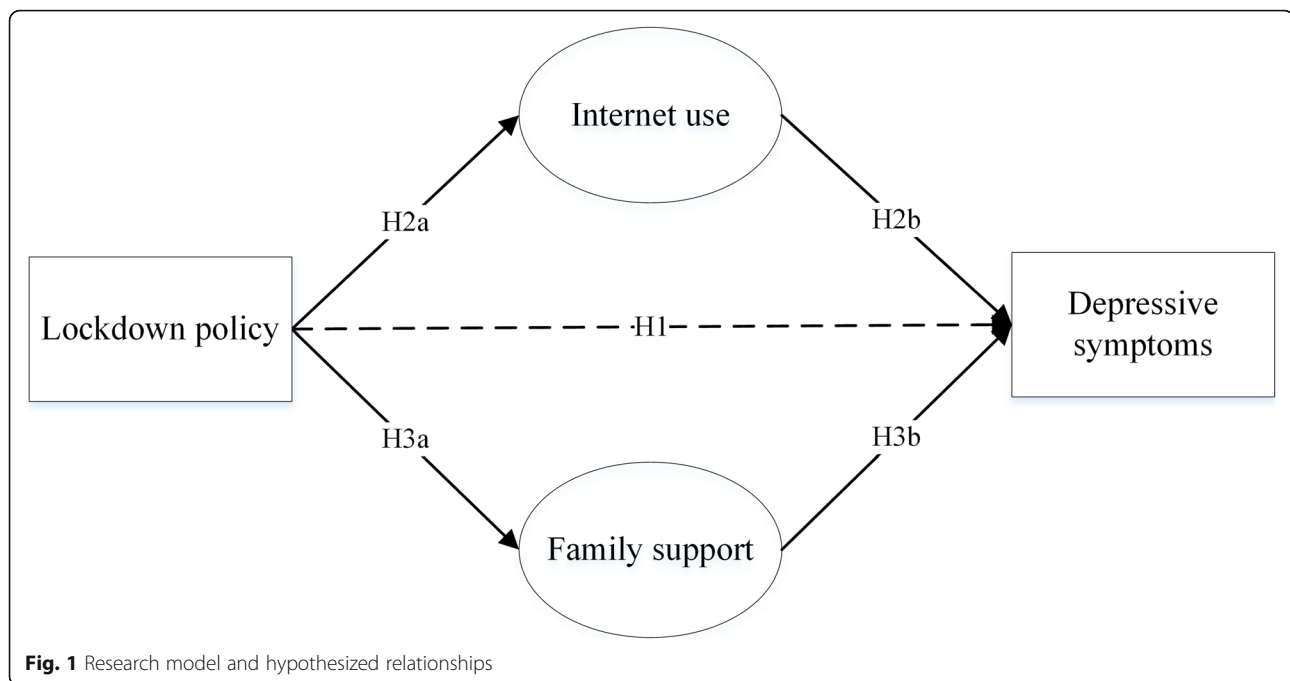 Internet use
H2a
H2b
Lockdown policy
H1
Depressive
symptoms
H3a
H3b
Family support
Fig. 1 Research model and hypothesized relationships